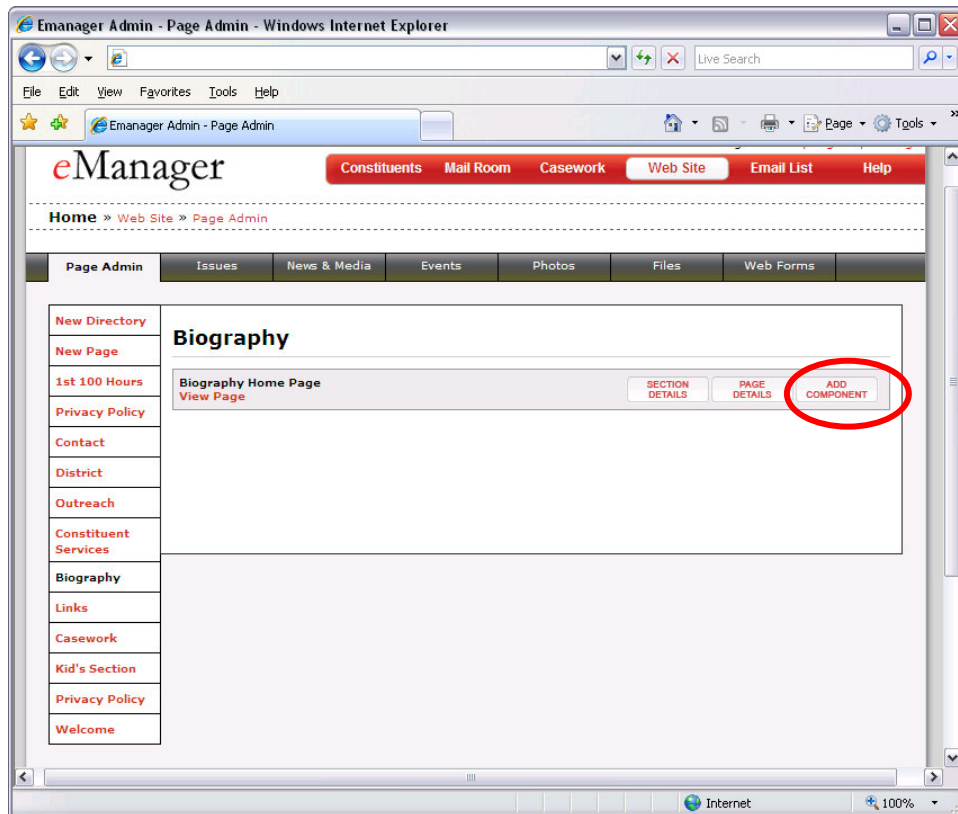 Emanager Admin - Page Admin - Windows Internet Explorer
Live Search
File Edit View Favorites Tools Help
Emanager Admin - Page Admin
Page Tools »
eManager
Constituents Mail Room Casework Web Site Email List Help
Home » Web Site » Page Admin
Page Admin Issues News & Media Events Photos Files Web Forms
New Directory
New Page
1st 100 Hours
Privacy Policy
Contact
District
Outreach
Constituent
Services
Biography
Links
Casework
Kid's Section
Privacy Policy
Welcome
Biography
Biography Home Page
View Page
SECTION
DETAILS
PAGE
DETAILS
ADD
COMPONENT
Internet 100%